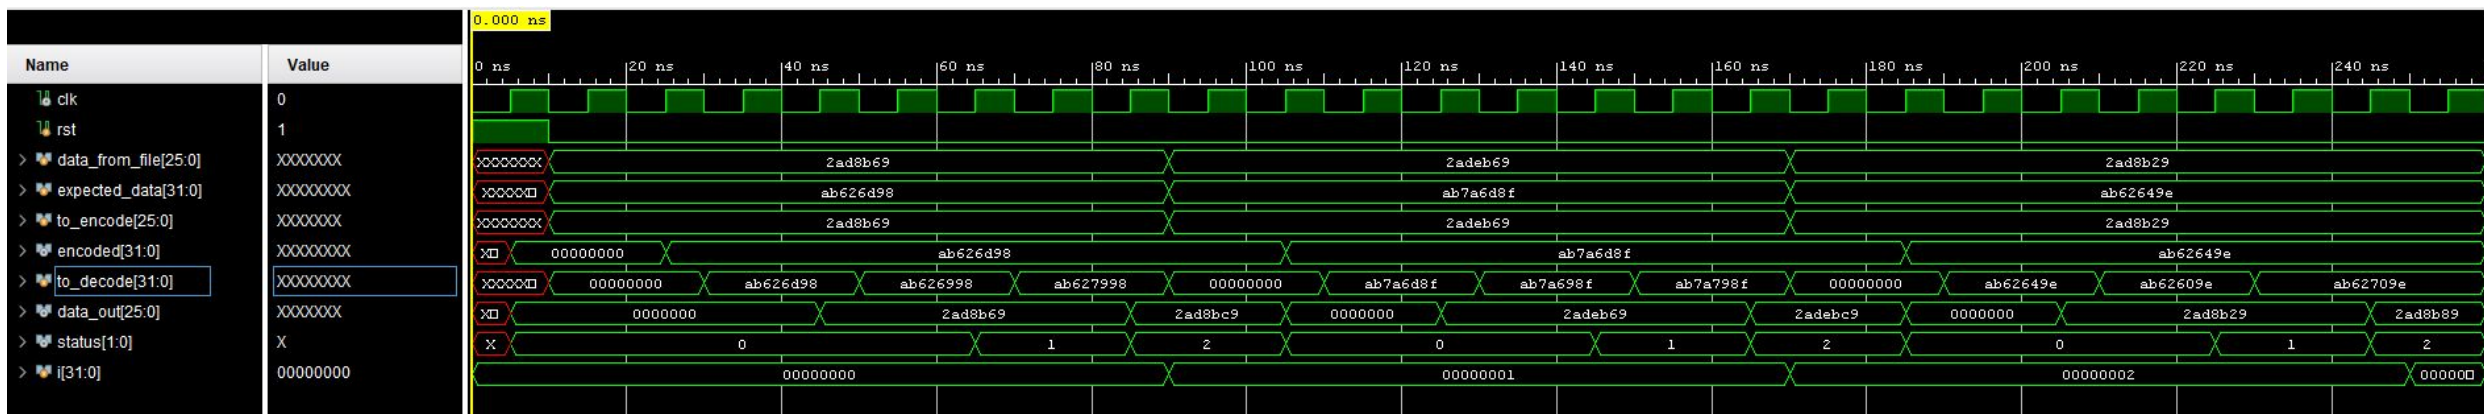 0.000 ns
Name Value 0 ns 20 ns 40 ns 60 ns 80 ns 100 ns 120 ns 140 ns 160 ns 180 ns 200 ns 220 ns 240 ns
clk 0
rst 1
data_from_file[25:0] XXXXXXX XXXXXXX 2ad8b69 2adeb69 2ad8b29
expected_data[31:0] XXXXXXXX XXXXX ab626d98 ab7a6d8f ab62649e
to_encode[25:0] XXXXXXX XXXXXXX 2ad8b69 2adeb69 2ad8b29
encoded[31:0] XXXXXXXX X 00000000 ab626d98 ab7a6d8f ab62649e
to_decode[31:0] XXXXXXXX XXXXX 00000000 ab626d98 ab626998 ab627998 00000000 ab7a6d8f ab7a698f ab7a798f 00000000 ab62649e ab62609e ab62709e
data_out[25:0] XXXXXXX X 0000000 2ad8b69 2ad8bc9 0000000 2adeb69 2adebc9 0000000 2ad8b29 2ad8b89
status[1:0] X X 0 1 2 0 1 2 0 1 2
i[31:0] 00000000 00000000 00000001 00000002 00000